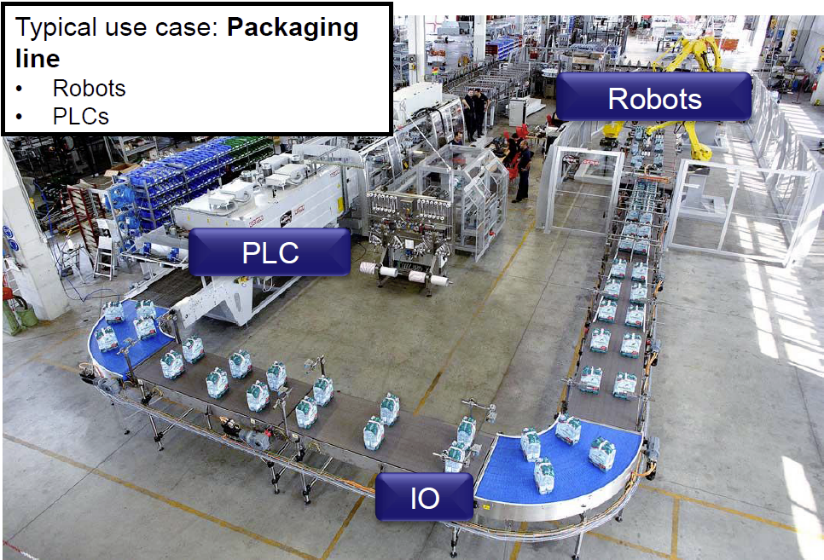 Typical use case: Packaging
line
• Robots
• PLCs
Robots
PLC
IO